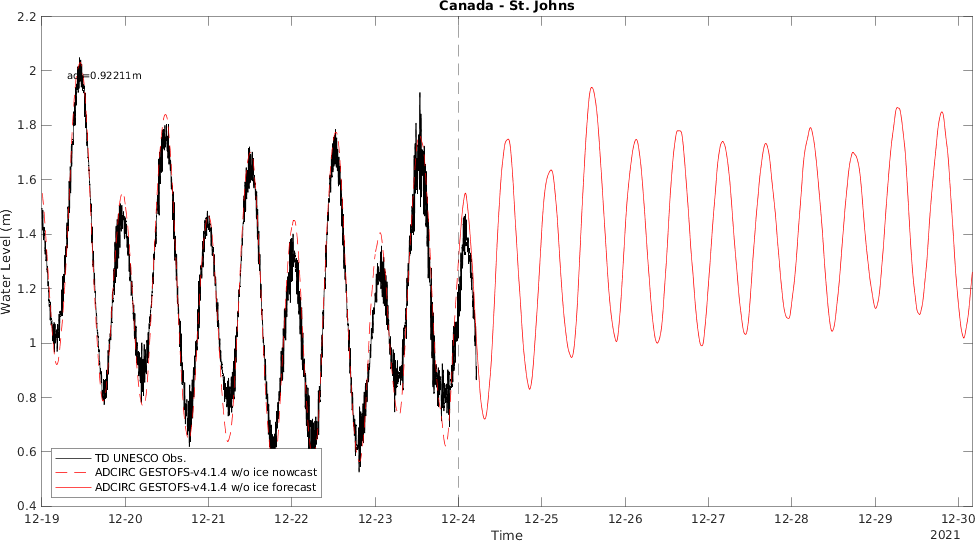 Canada - St. Johns
2.2
2
1.8
1.6
1.4
1.2
1
0.8
0.6
0.4
Water Level (m)
=0.92211m
TD UNESCO Obs.
ADCIRC GESTOFS-v4.1.4 w/o ice nowcast
ADCIRC GESTOFS-v4.1.4 w/o ice forecast
12-19 12-20 12-21 12-22 12-23 12-24 12-25 12-26 12-27 12-28 12-29 12-30
Time
2021